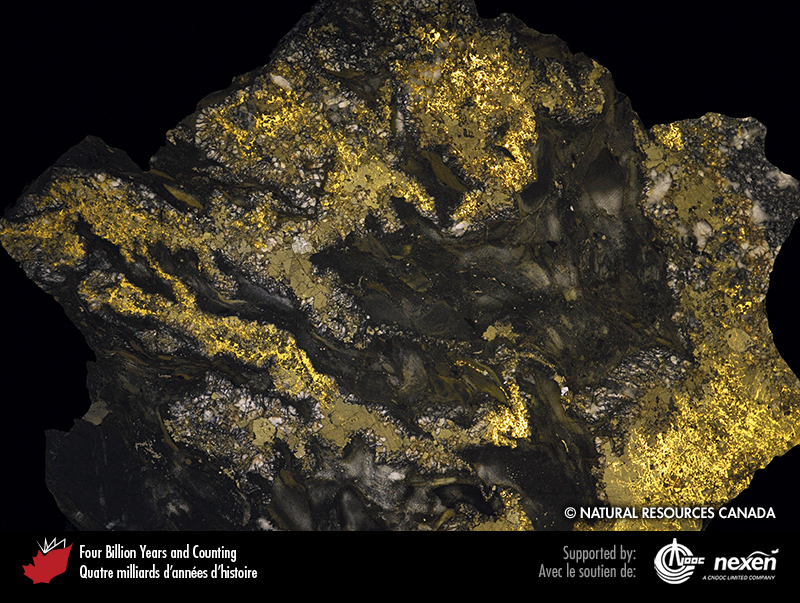 © NATURAL RESOURCES CANADA
Four Billion Years and Counting
Quatre milliards d'années d'histoire
Supported by:
Avec le soutien de:
CNOOC
nexen
A CNOOC LIMITED COMPANY